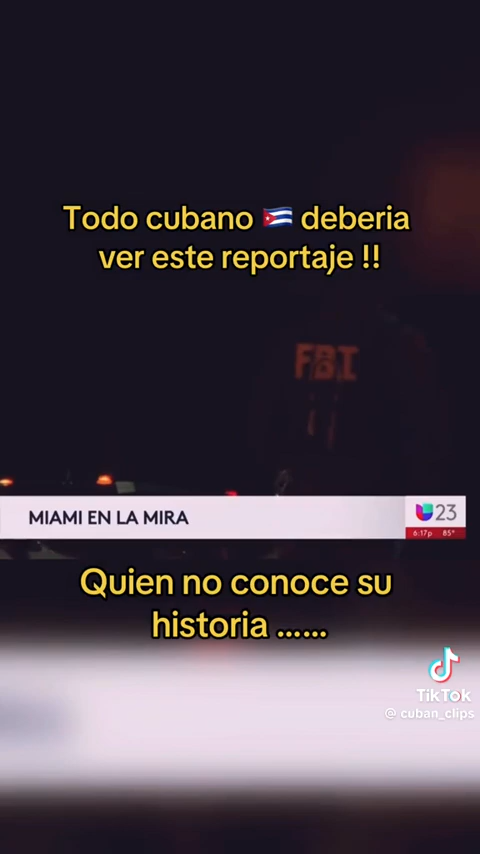 Todo cubano 🇨🇺 deberia
ver este reportaje !!
FBI
MIAMI EN LA MIRA
23
6:17p 85°
Quien no conoce su
historia ......
TikTok
@ cuban_clips